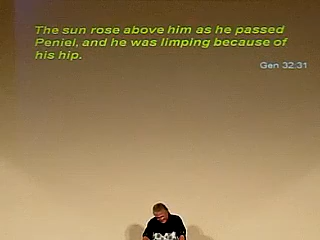 The sun rose above him as he passed
Peniel, and he was limping because of
his hip.
Gen 32:31